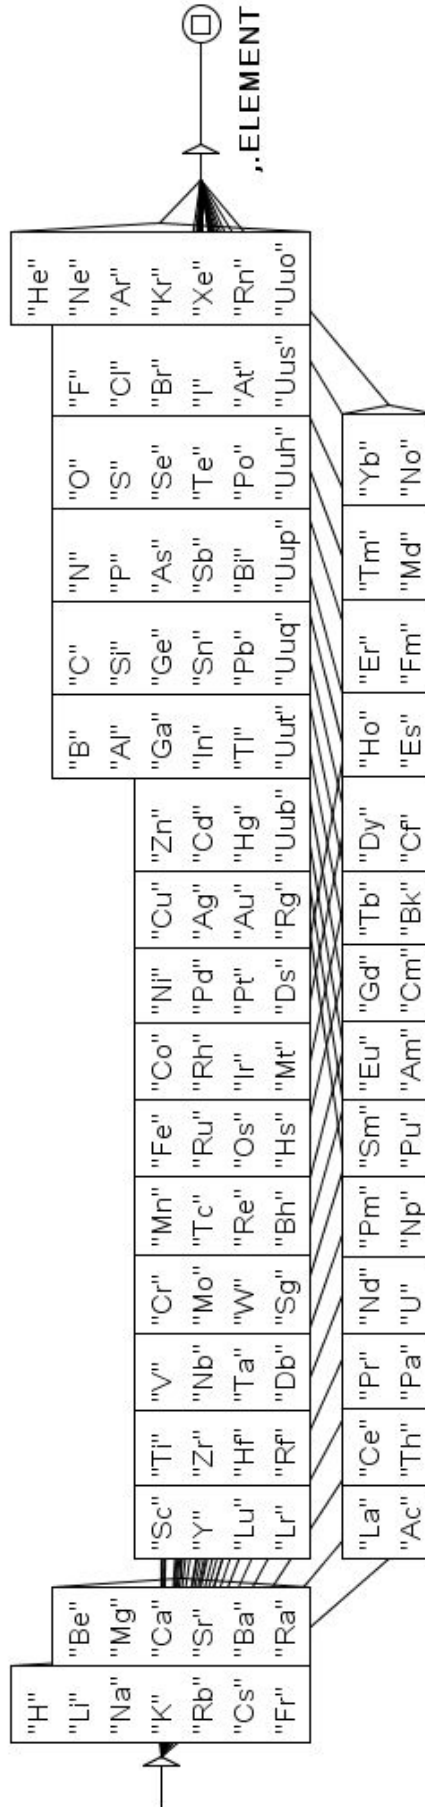 "H" "He"
"Li" "Be" "B" "C" "N" "O" "F" "Ne"
"Na" "Mg" "Al" "Si" "P" "S" "Cl" "Ar"
"K" "Ca" "Sc" "Ti" "V" "Cr" "Mn" "Fe" "Co" "Ni" "Cu" "Zn" "Ga" "Ge" "As" "Se" "Br" "Kr"
"Rb" "Sr" "Y" "Zr" "Nb" "Mo" "Tc" "Ru" "Rh" "Pd" "Ag" "Cd" "In" "Sn" "Sb" "Te" "I" "Xe"
"Cs" "Ba" "Lu" "Hf" "Ta" "W" "Re" "Os" "Ir" "Pt" "Au" "Hg" "Tl" "Pb" "Bi" "Po" "At" "Rn"
"Fr" "Ra" "Lr" "Rf" "Db" "Sg" "Bh" "Hs" "Mt" "Ds" "Rg" "Uub" "Uut" "Uuq" "Uup" "Uuh" "Uus" "Uuo"
,.ELEMENT
"La" "Ce" "Pr" "Nd" "Pm" "Sm" "Eu" "Gd" "Tb" "Dy" "Ho" "Er" "Tm" "Yb"
"Ac" "Th" "Pa" "U" "Np" "Pu" "Am" "Cm" "Bk" "Cf" "Es" "Fm" "Md" "No"